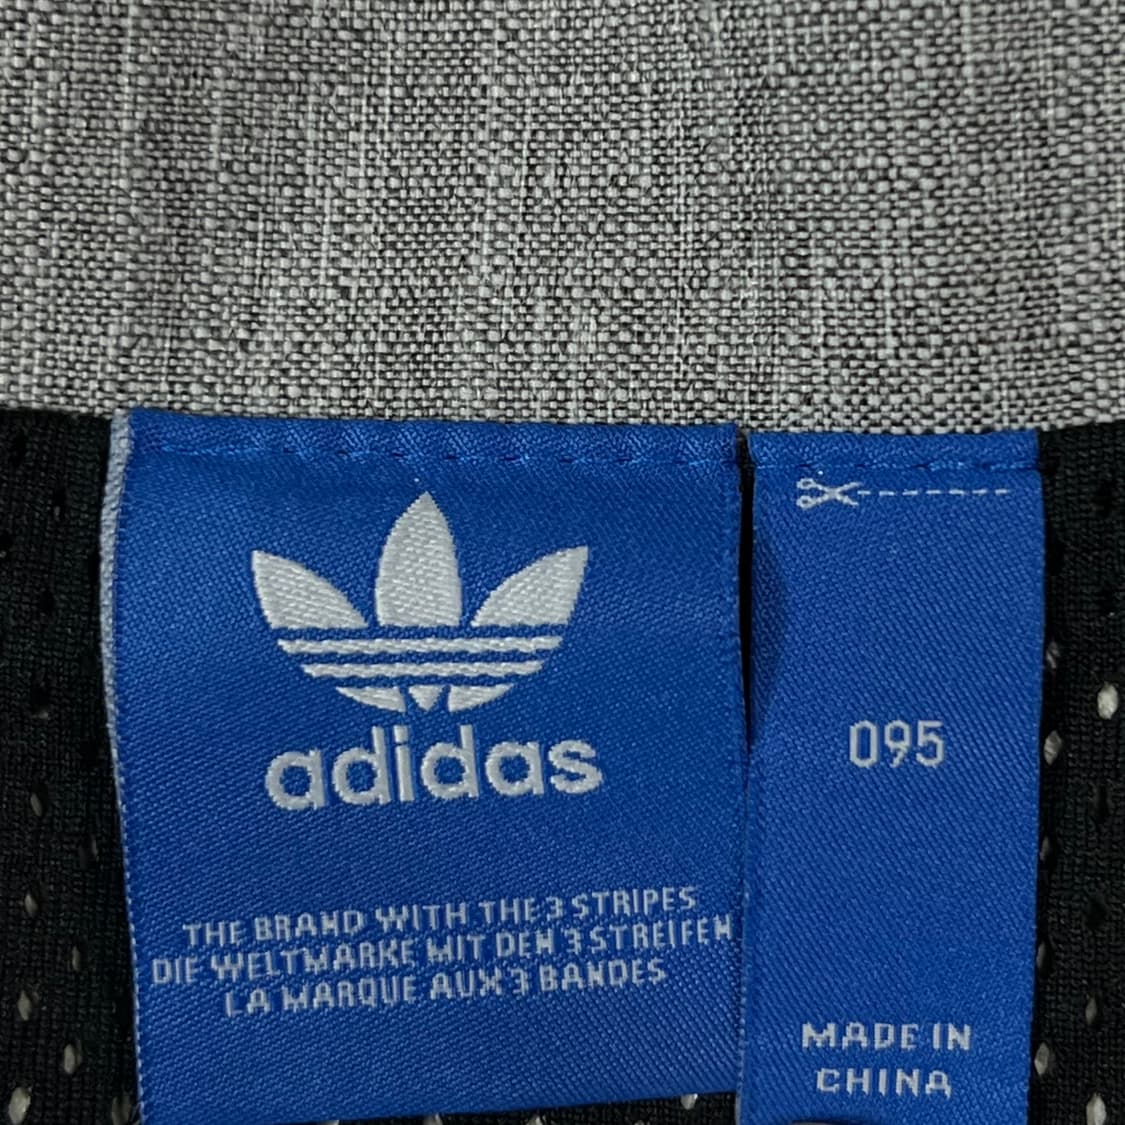 adidas
THE BRAND WITH THE 3 STRIPES
DIE WELTMARKE MIT DEN 3 STREIFEN
LA MARQUE AUX 3 BANDES
095
MADE IN
CHINA